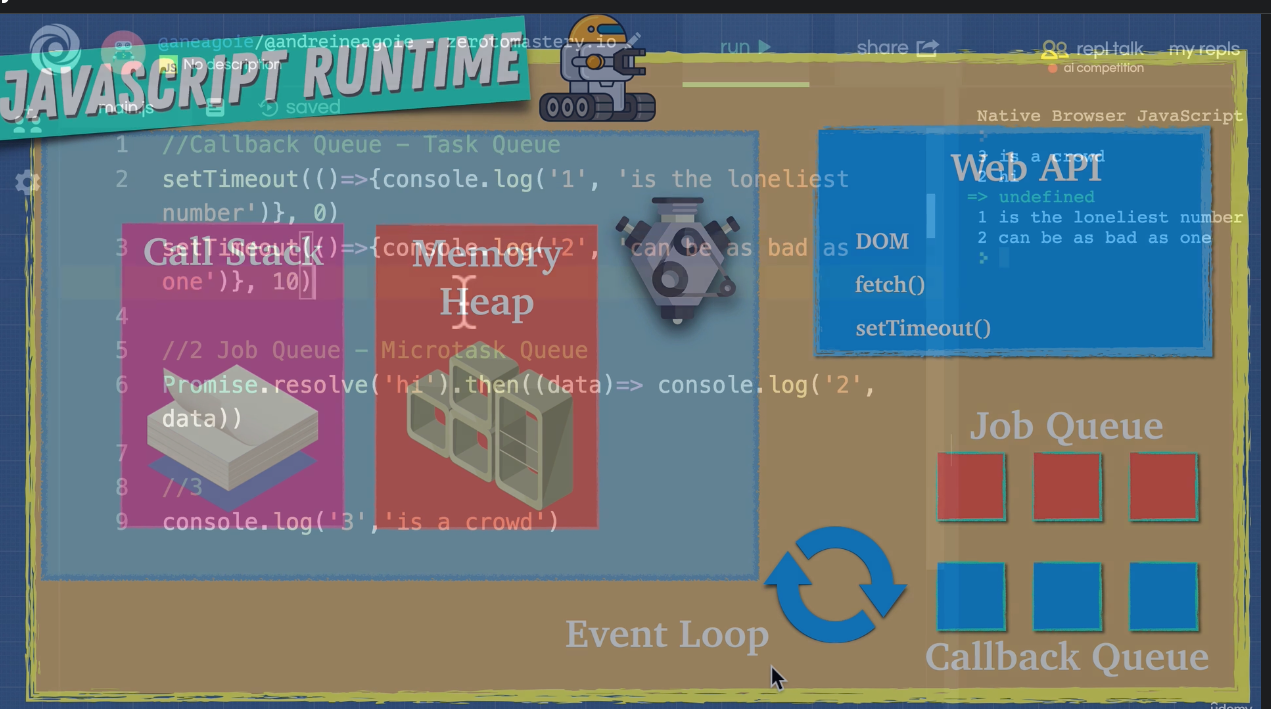 JAVASCRIPT RUNTIME
@aneagoie/@andreineagoie - zerotomastery.io
JS No description
run
share
repl talk
my repls
ai competition
main.js
saved
1 //Callback Queue - Task Queue
2 setTimeout(()=>{console.log('1', 'is the loneliest
number')}, 0)
3 setTimeout(()=>{console.log('2', 'can be as bad as
one')}, 10)
4
5 //2 Job Queue - Microtask Queue
6 Promise.resolve('hi').then((data)=> console.log('2',
data))
7
8 //3
9 console.log('3','is a crowd')
Call Stack
Memory
Heap
Native Browser JavaScript
3 is a crowd
2 hi
=> undefined
1 is the loneliest number
2 can be as bad as one
Web API
DOM
fetch()
setTimeout()
Job Queue
Event Loop
Callback Queue